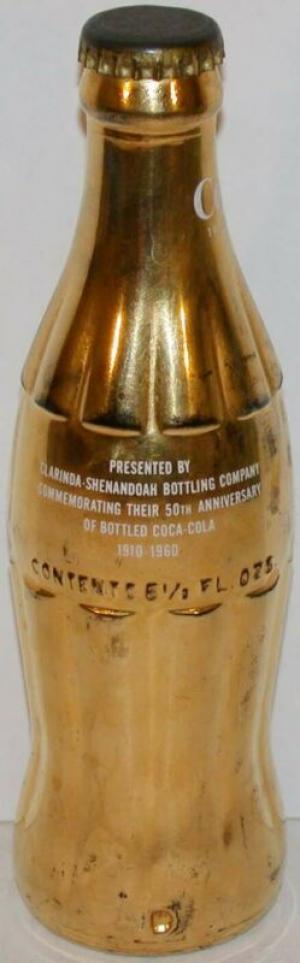 C
PRESENTED BY
CLARINDA-SHENANDOAH BOTTLING COMPANY
COMMEMORATING THEIR 50TH ANNIVERSARY
OF BOTTLED COCA-COLA
1910-1960
CONTENTS 6½ FL. OZS.